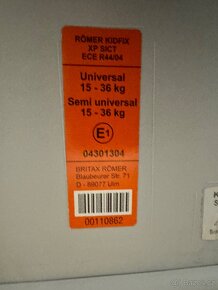 RÖMER KIDFIX
XP SICT
ECE R44/04
Universal
15 - 36 kg
Semi universal
15 - 36 kg
E1
04301304
BRITAX RÖMER
Blaubeurer Str. 71
D - 89077 Ulm
00110862